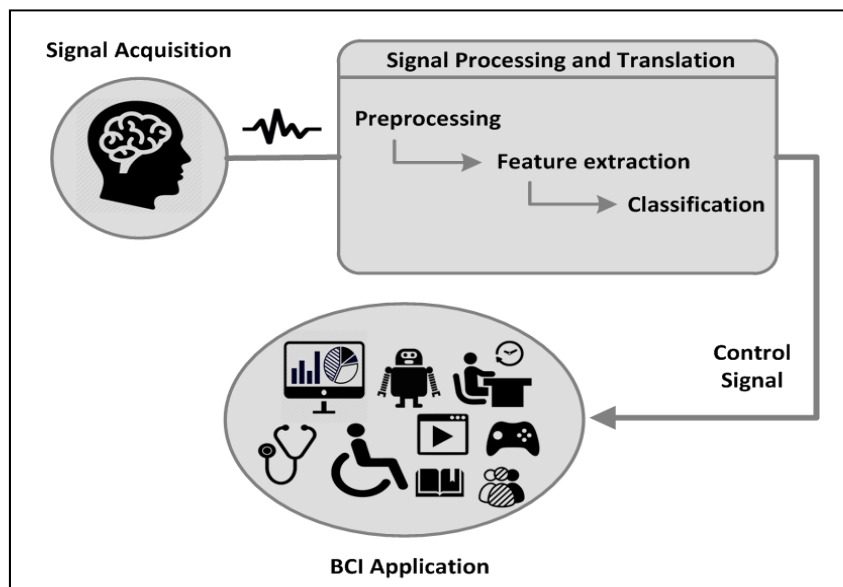 Signal Acquisition
Signal Processing and Translation
Preprocessing
Feature extraction
Classification
Control
Signal
BCI Application